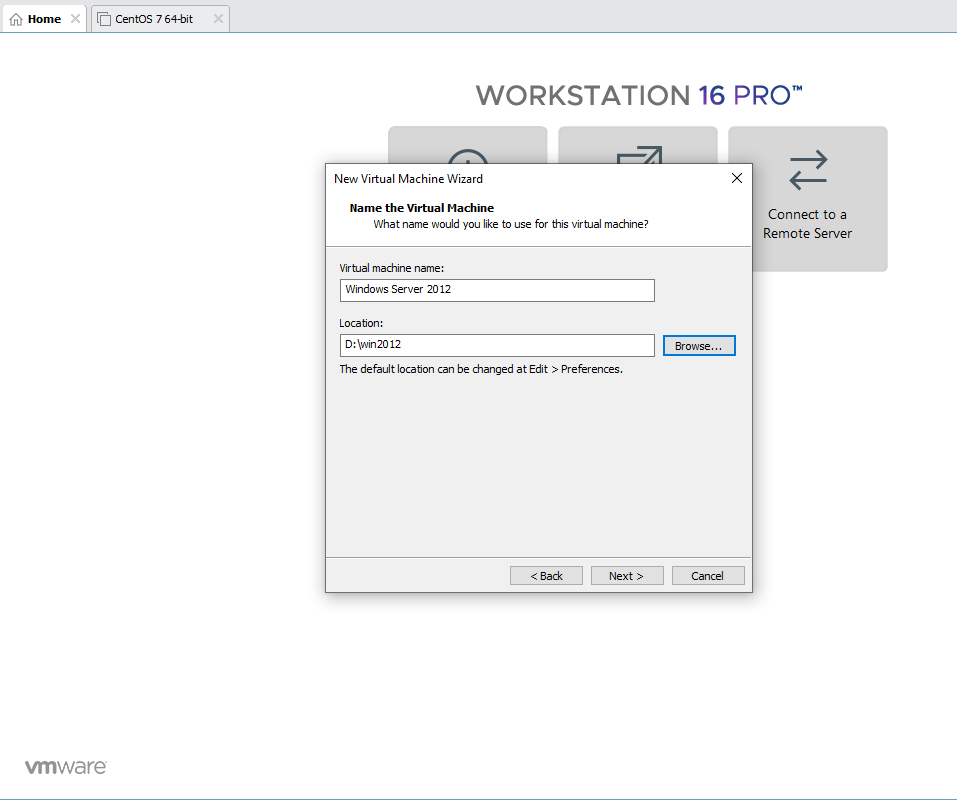 Home
CentOS 7 64-bit
WORKSTATION 16 PRO™
New Virtual Machine Wizard
Name the Virtual Machine
What name would you like to use for this virtual machine?
Connect to a
Remote Server
Virtual machine name:
Windows Server 2012
Location:
D:\win2012
Browse...
The default location can be changed at Edit > Preferences.
< Back
Next >
Cancel
vmware